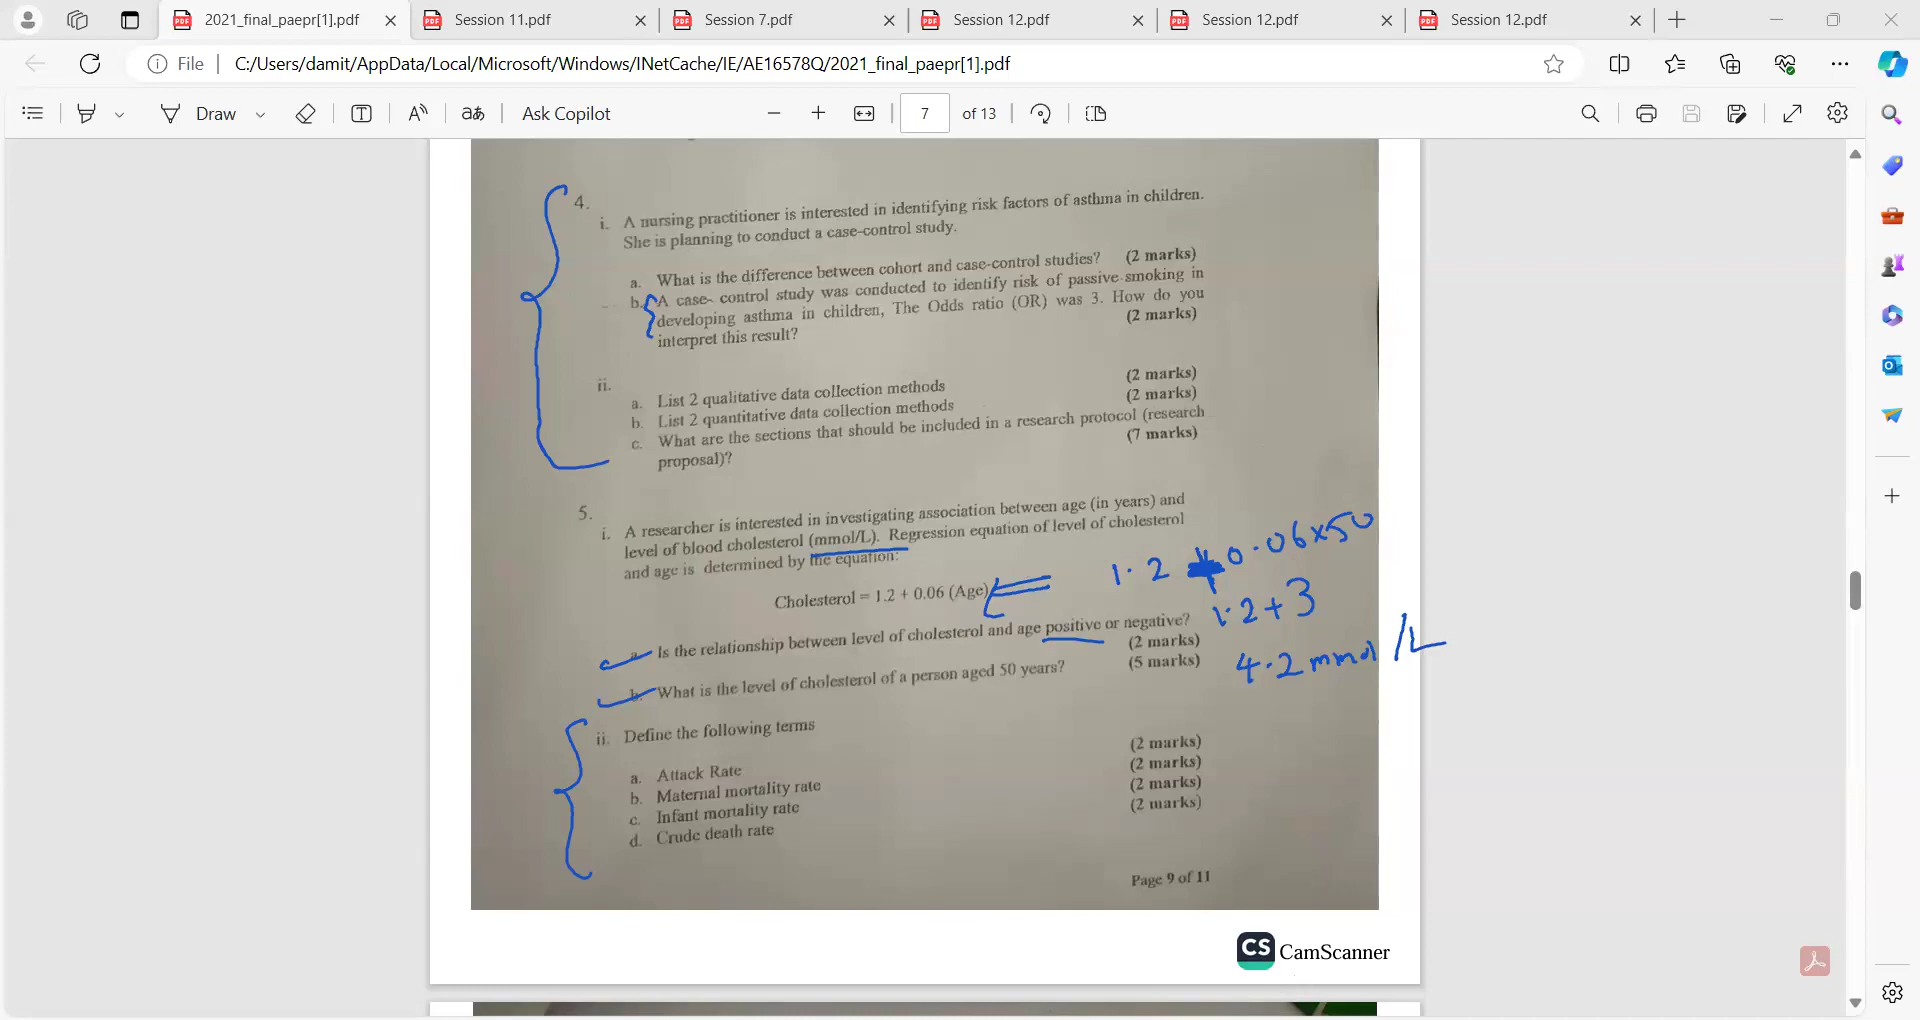 2021_final_paepr[1].pdf
Session 11.pdf
Session 7.pdf
Session 12.pdf
Session 12.pdf
Session 12.pdf
File
C:/Users/damit/AppData/Local/Microsoft/Windows/INetCache/IE/AE16578Q/2021_final_paepr[1].pdf
Draw
Ask Copilot
7 of 13
4.
i. A nursing practitioner is interested in identifying risk factors of asthma in children.
She is planning to conduct a case-control study.
a. What is the difference between cohort and case-control studies? (2 marks)
b. A case- control study was conducted to identify risk of passive smoking in
developing asthma in children, The Odds ratio (OR) was 3. How do you
interpret this result? (2 marks)
ii.
a. List 2 qualitative data collection methods (2 marks)
b. List 2 quantitative data collection methods (2 marks)
c. What are the sections that should be included in a research protocol (research
proposal)? (7 marks)
5.
i. A researcher is interested in investigating association between age (in years) and
level of blood cholesterol (mmol/L). Regression equation of level of cholesterol
and age is determined by the equation:
Cholesterol = 1.2 + 0.06 (Age)
1.2 + 0.06x50
1.2 + 3
4.2 mmol/L
a. Is the relationship between level of cholesterol and age positive or negative?
(2 marks)
b. What is the level of cholesterol of a person aged 50 years? (5 marks)
ii. Define the following terms
a. Attack Rate (2 marks)
b. Maternal mortality rate (2 marks)
c. Infant mortality rate (2 marks)
d. Crude death rate (2 marks)
Page 9 of 11
CS CamScanner